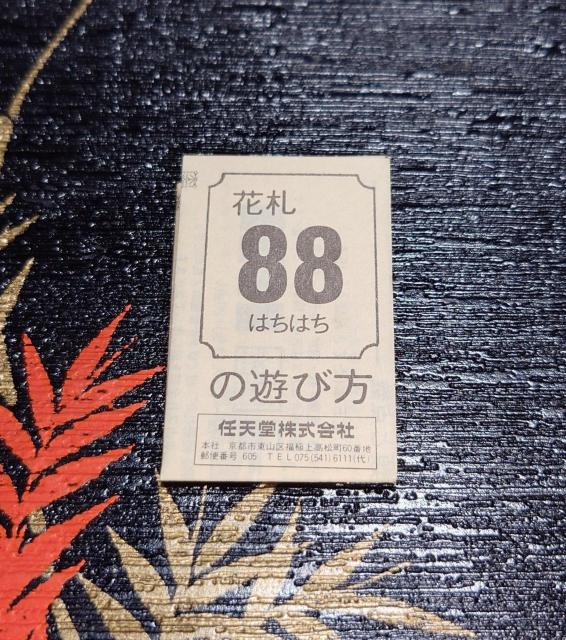 花札
88
はちはち
の遊び方
任天堂株式会社
本社 京都市東山区福稲上高松町60番地
郵便番号 605 TEL 075(541)6111(代)